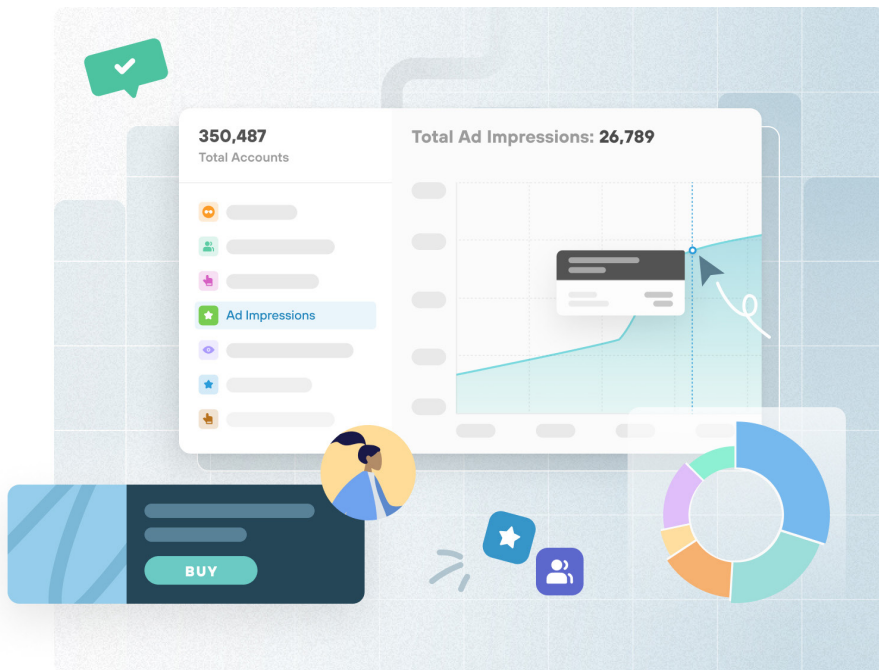 350,487
Total Accounts
Total Ad Impressions: 26,789
Ad Impressions
BUY